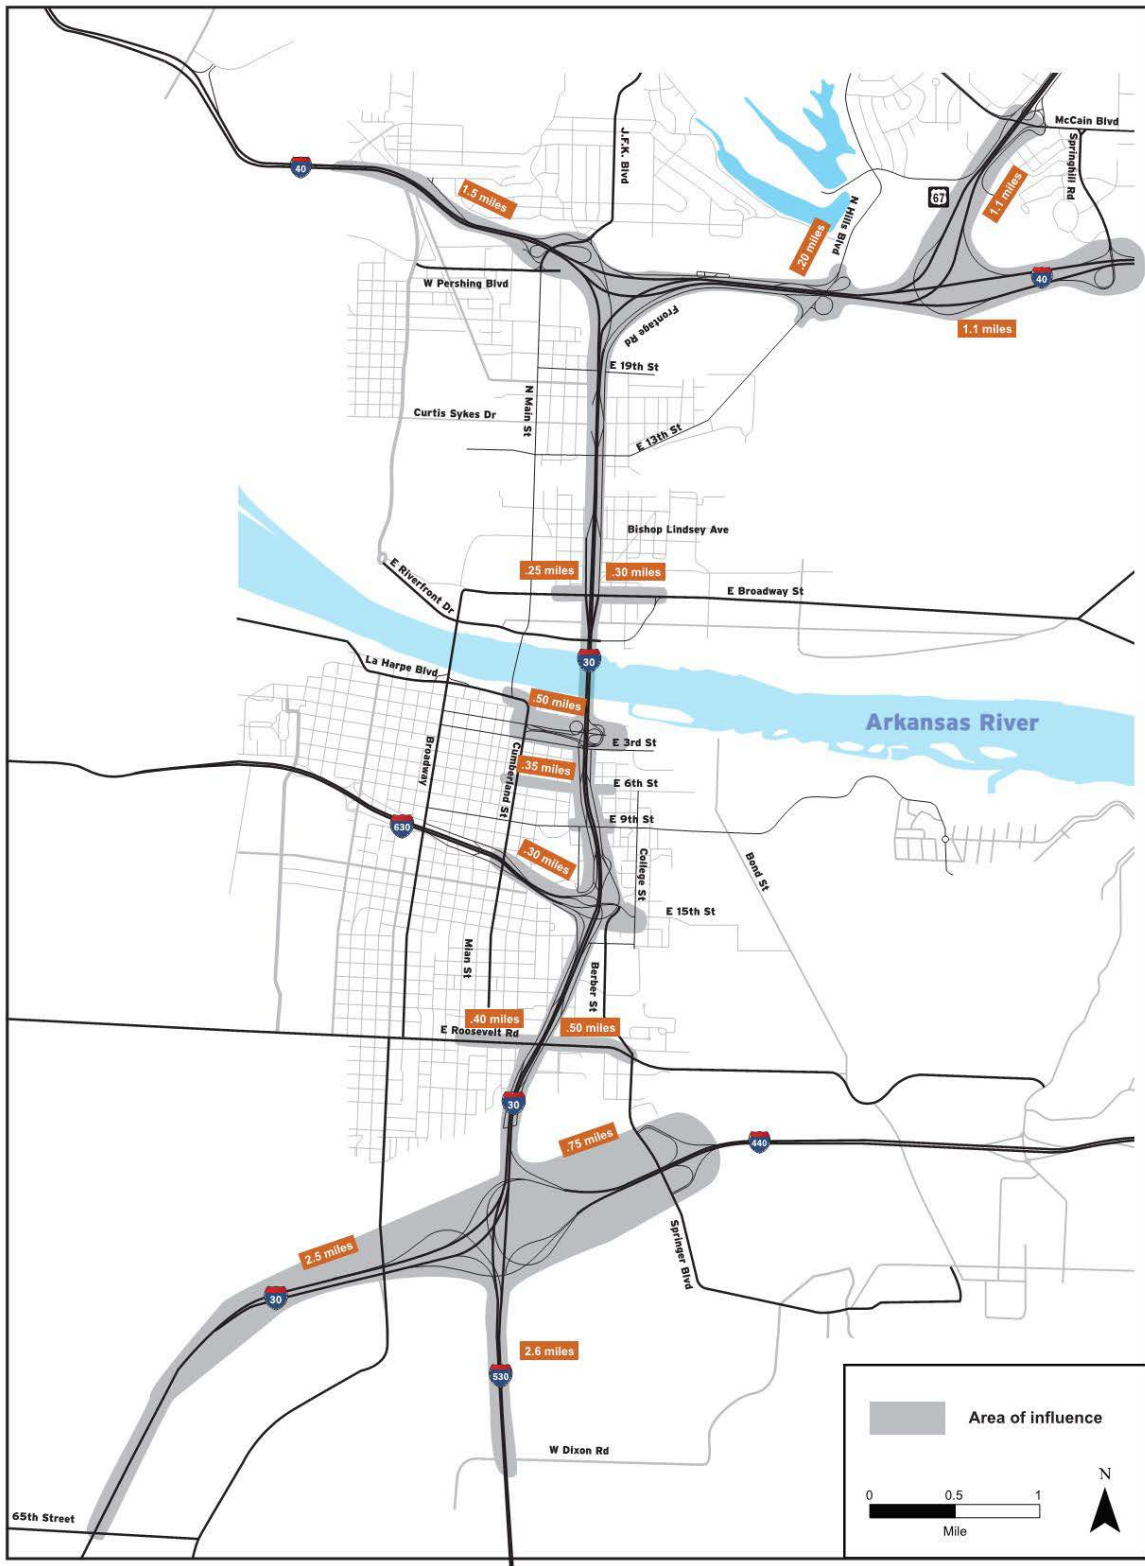 McCain Blvd
J.F.K. Blvd
Springhill Rd
40
1.5 miles
67
1.1 miles
N Hills Blvd
.20 miles
40
W Pershing Blvd
Frontage Rd
1.1 miles
E 19th St
N Main St
Curtis Sykes Dr
E 13th St
Bishop Lindsey Ave
.25 miles
.30 miles
E Riverfront Dr
E Broadway St
30
La Harpe Blvd
.50 miles
Arkansas River
E 3rd St
Broadway
Cumberland St
.35 miles
E 6th St
630
E 9th St
.30 miles
College St
Bond St
E 15th St
Mian St
Berber St
.40 miles
E Roosevelt Rd
.50 miles
30
.75 miles
440
2.5 miles
Springer Blvd
30
2.6 miles
530
W Dixon Rd
65th Street
Area of influence
N
0 0.5 1
Mile